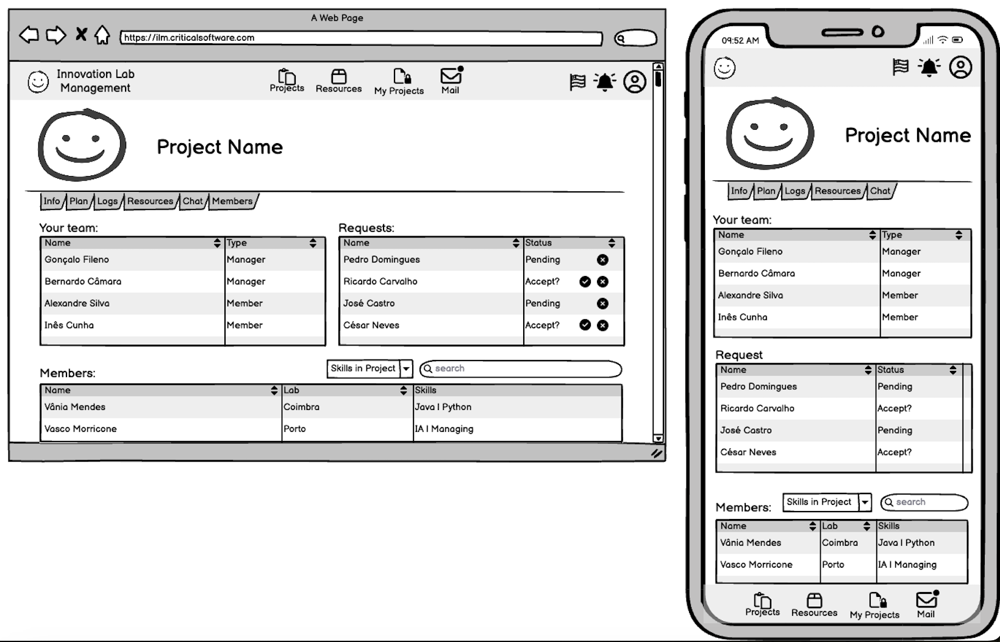 A Web Page
https://ilm.criticalsoftware.com
Innovation Lab
Management
Projects Resources My Projects Mail
Project Name
Info Plan Logs Resources Chat Members
Your team:
Name Type
Gonçalo Fileno Manager
Bernardo Câmara Manager
Alexandre Silva Member
Inês Cunha Member
Requests:
Name Status
Pedro Domingues Pending
Ricardo Carvalho Accept?
José Castro Pending
César Neves Accept?
Members:
Skills in Project search
Name Lab Skills
Vânia Mendes Coimbra Java | Python
Vasco Morricone Porto IA | Managing
09:52 AM
Project Name
Info Plan Logs Resources Chat
Your team:
Name Type
Gonçalo Fileno Manager
Bernardo Câmara Manager
Alexandre Silva Member
Inês Cunha Member
Request
Name Status
Pedro Domingues Pending
Ricardo Carvalho Accept?
José Castro Pending
César Neves Accept?
Members: Skills in Project search
Name Lab Skills
Vânia Mendes Coimbra Java | Python
Vasco Morricone Porto IA | Managing
Projects Resources My Projects Mail